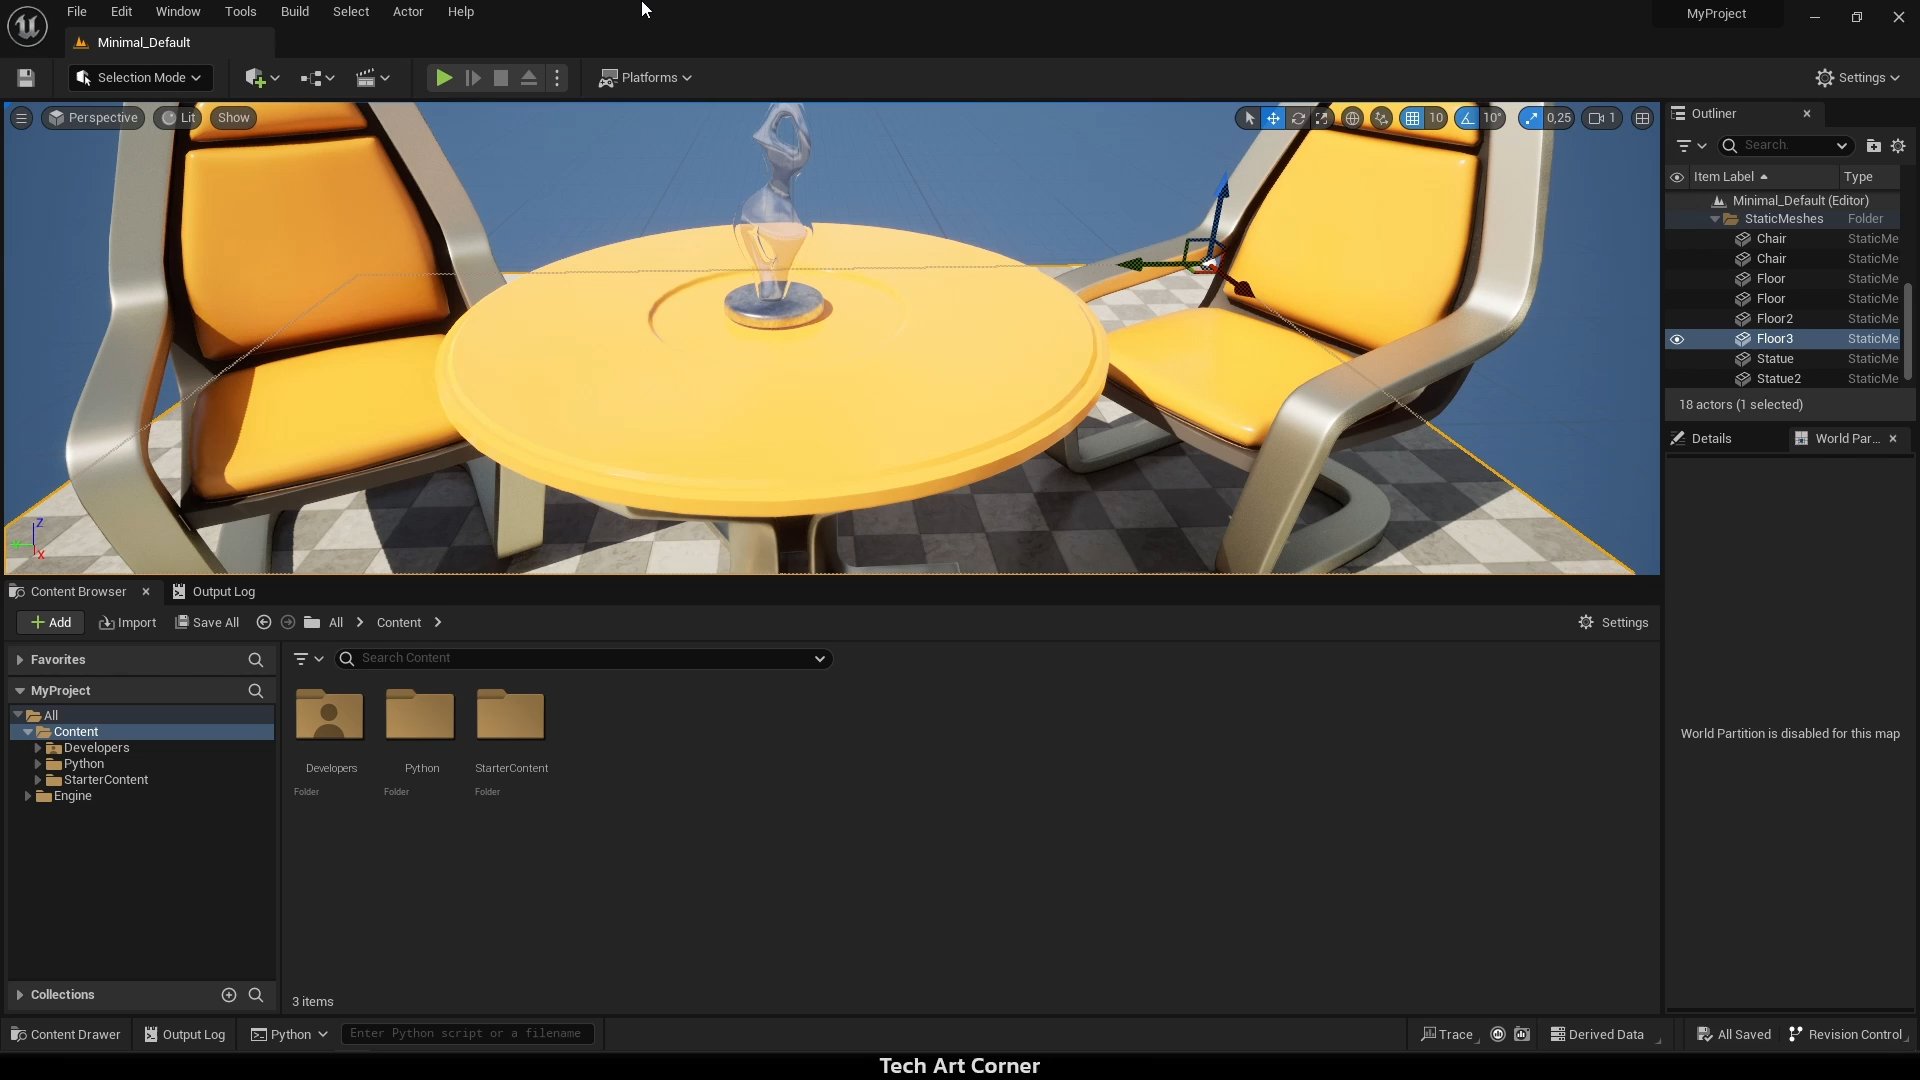 File Edit Window Tools Build Select Actor Help
MyProject
Minimal_Default
Selection Mode
Platforms
Settings
Perspective Lit Show
10 10° 0,25 1
Outliner
Search.
Item Label Type
Minimal_Default (Editor)
StaticMeshes Folder
Chair StaticMe
Chair StaticMe
Floor StaticMe
Floor StaticMe
Floor2 StaticMe
Floor3 StaticMe
Statue StaticMe
Statue2 StaticMe
18 actors (1 selected)
Details World Par...
World Partition is disabled for this map
Z
X
Content Browser Output Log
Add Import Save All All Content Settings
Favorites
Search Content
MyProject
All
Content
Developers
Python
StarterContent
Engine
Developers Python StarterContent
Folder Folder Folder
Collections
3 items
Content Drawer Output Log Python Enter Python script or a filename Trace Derived Data All Saved Revision Control
Tech Art Corner